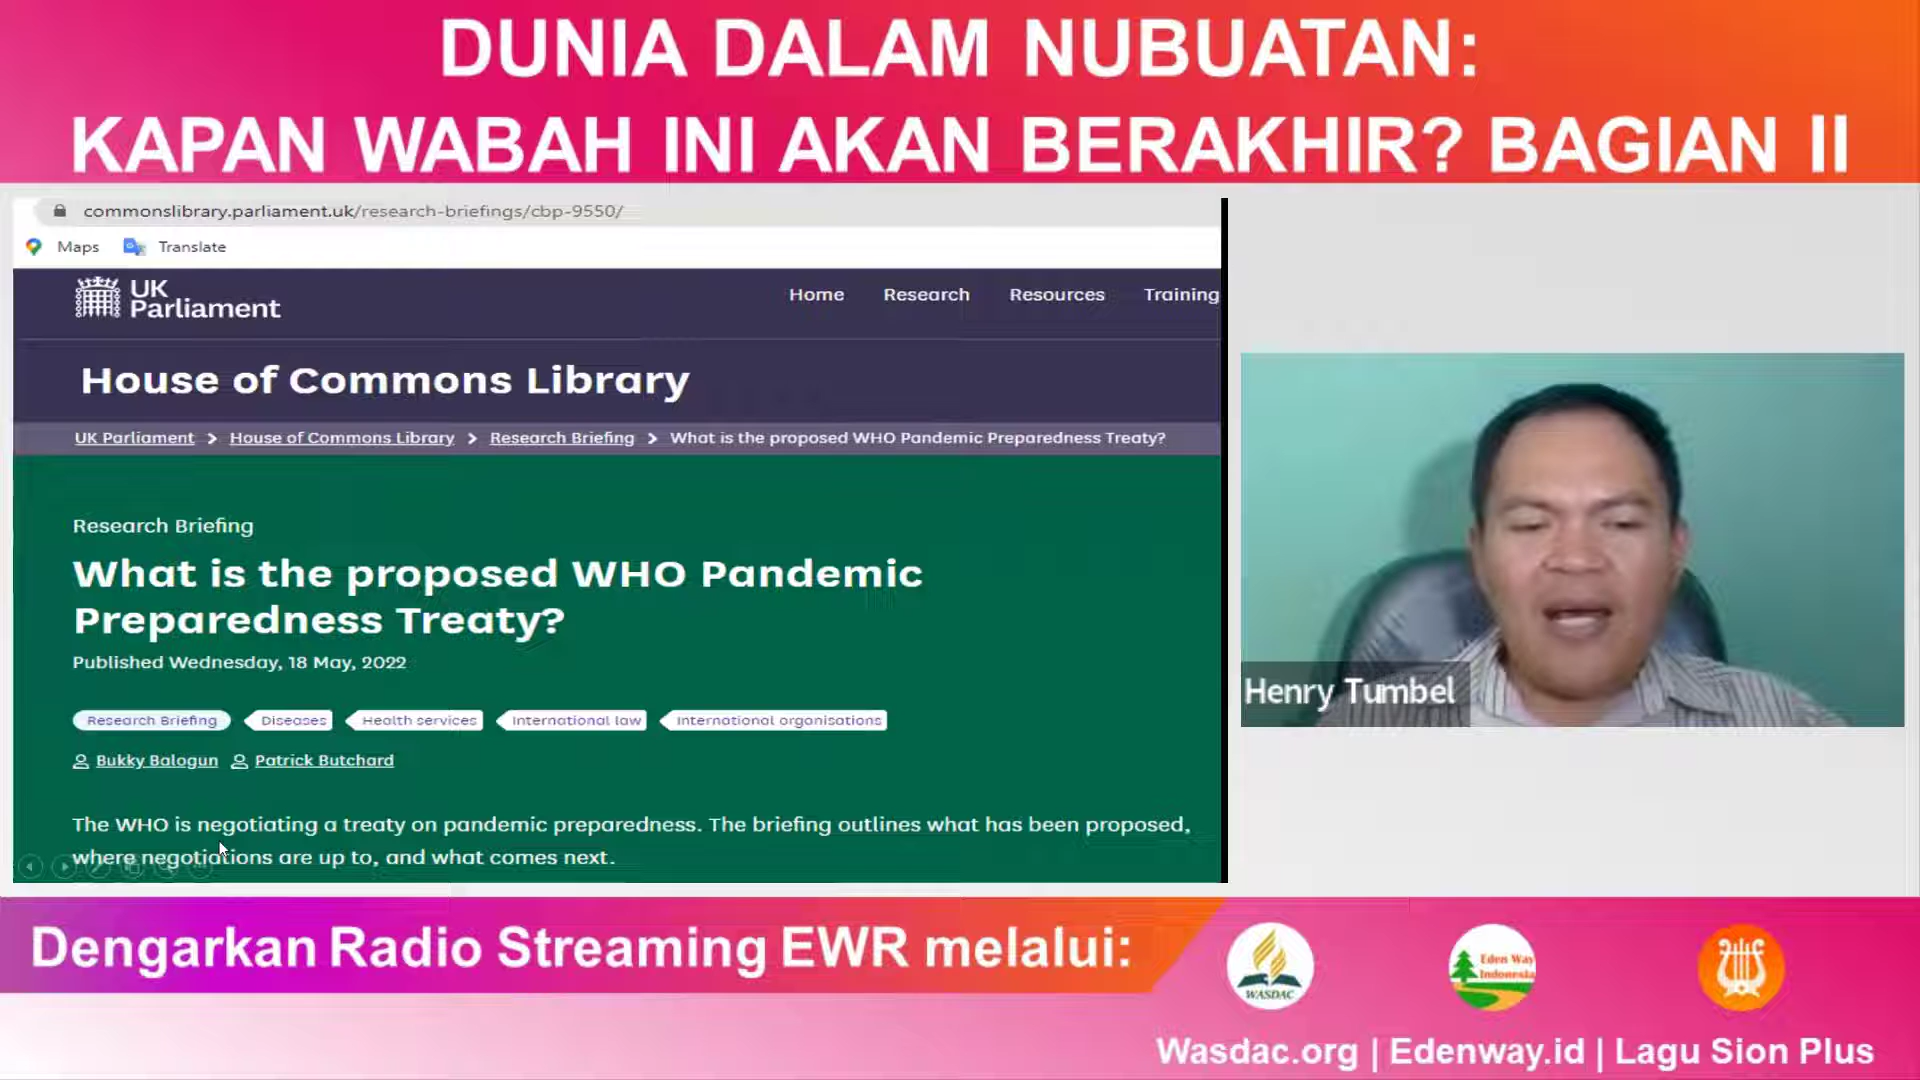 DUNIA DALAM NUBUATAN:
KAPAN WABAH INI AKAN BERAKHIR? BAGIAN II
commonslibrary.parliament.uk/research-briefings/cbp-9550/
Maps Translate
UK
Parliament
Home Research Resources Training
House of Commons Library
UK Parliament > House of Commons Library > Research Briefing > What is the proposed WHO Pandemic Preparedness Treaty?
Research Briefing
What is the proposed WHO Pandemic
Preparedness Treaty?
Published Wednesday, 18 May, 2022
Research Briefing Diseases Health services International law International organisations
Bukky Balogun Patrick Butchard
The WHO is negotiating a treaty on pandemic preparedness. The briefing outlines what has been proposed,
where negotiations are up to, and what comes next.
Henry Tumbel
Dengarkan Radio Streaming EWR melalui:
WASDAC
Eden Way
Indonesia
Wasdac.org | Edenway.id | Lagu Sion Plus